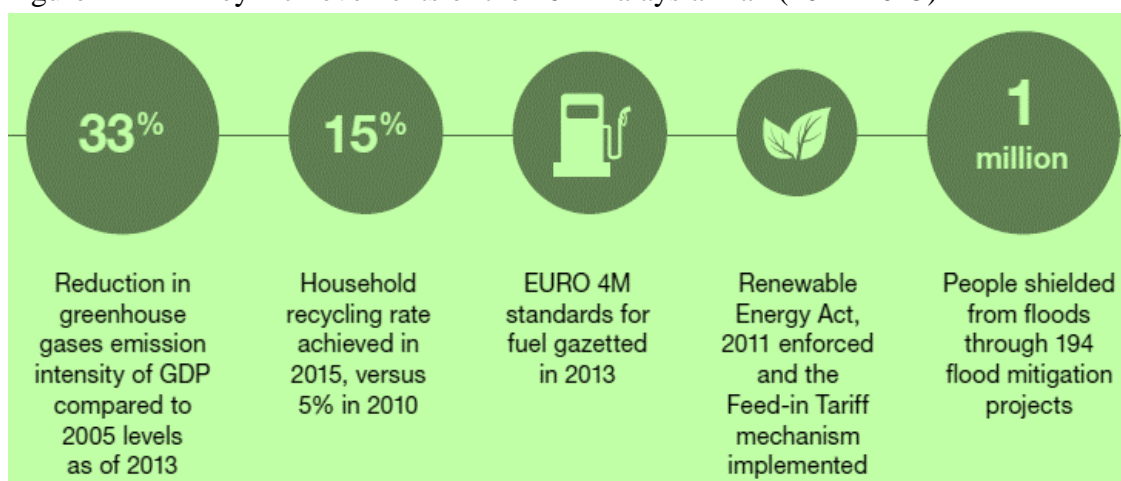 33%
Reduction in
greenhouse
gases emission
intensity of GDP
compared to
2005 levels
as of 2013
15%
Household
recycling rate
achieved in
2015, versus
5% in 2010
EURO 4M
standards for
fuel gazetted
in 2013
Renewable
Energy Act,
2011 enforced
and the
Feed-in Tariff
mechanism
implemented
1
million
People shielded
from floods
through 194
flood mitigation
projects